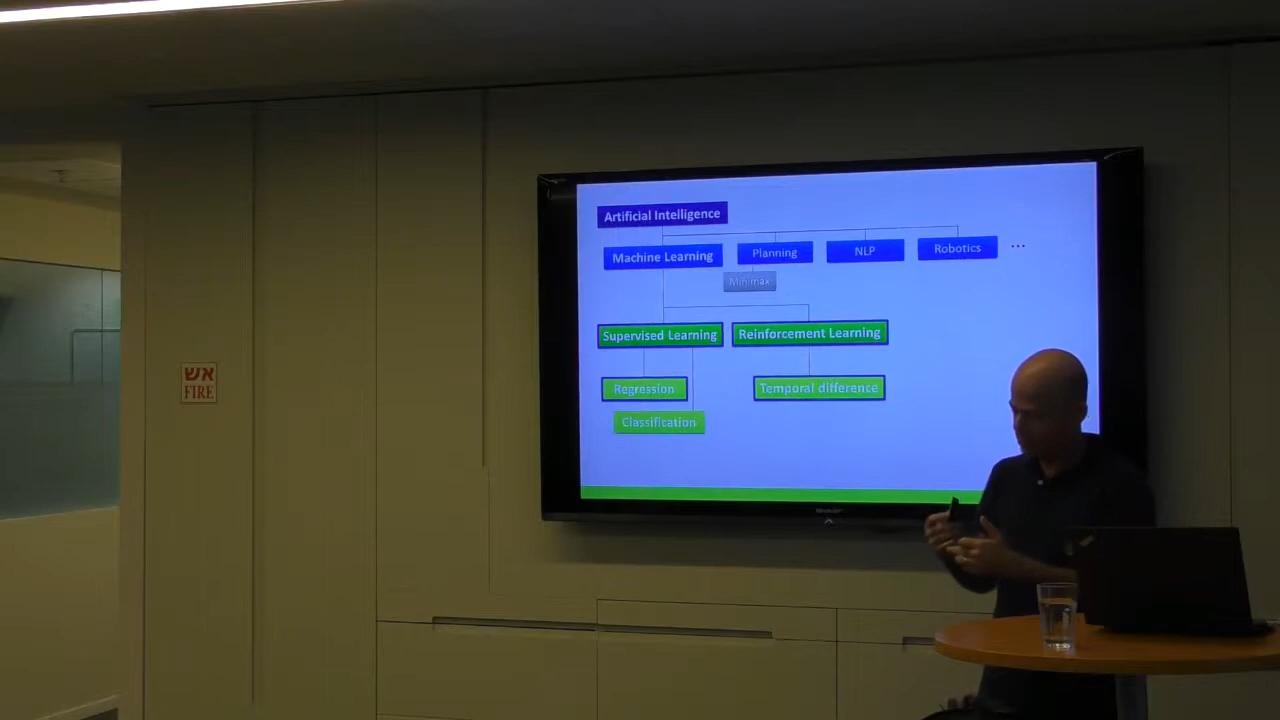 Artificial Intelligence
Machine Learning
Planning
NLP
Robotics
...
Minimax
Supervised Learning
Reinforcement Learning
Regression
Temporal difference
Classification
אש
FIRE